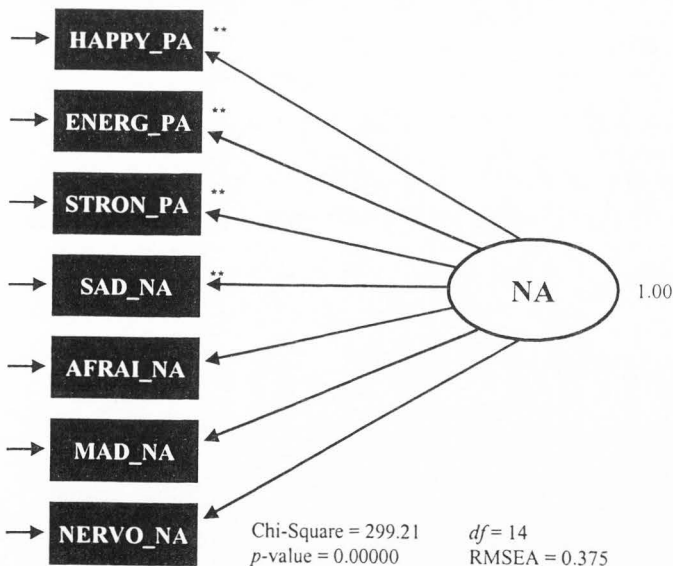 HAPPY_PA **
ENERG_PA **
STRON_PA **
SAD_NA **
NA 1.00
AFRAI_NA
MAD_NA
NERVO_NA
Chi-Square = 299.21 df = 14
p-value = 0.00000 RMSEA = 0.375